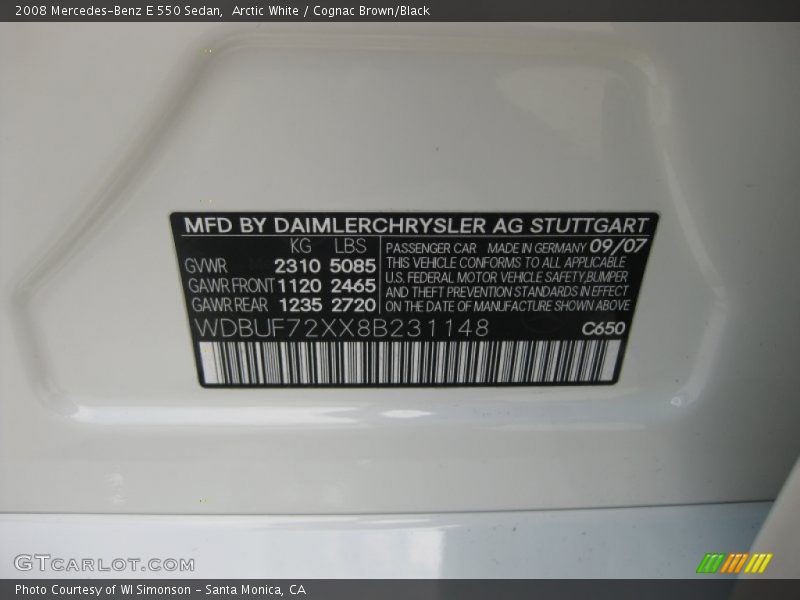 2008 Mercedes-Benz E 550 Sedan,  Arctic White / Cognac Brown/Black
MFD BY DAIMLERCHRYSLER AG STUTTGART
KG LBS
GVWR 2310 5085
GAWR FRONT 1120 2465
GAWR REAR 1235 2720
PASSENGER CAR MADE IN GERMANY 09/07
THIS VEHICLE CONFORMS TO ALL APPLICABLE
U.S. FEDERAL MOTOR VEHICLE SAFETY,BUMPER
AND THEFT PREVENTION STANDARDS IN EFFECT
ON THE DATE OF MANUFACTURE SHOWN ABOVE
WDBUF72XX8B231148 C650
GTCARLOT.COM
Photo Courtesy of WI Simonson - Santa Monica, CA